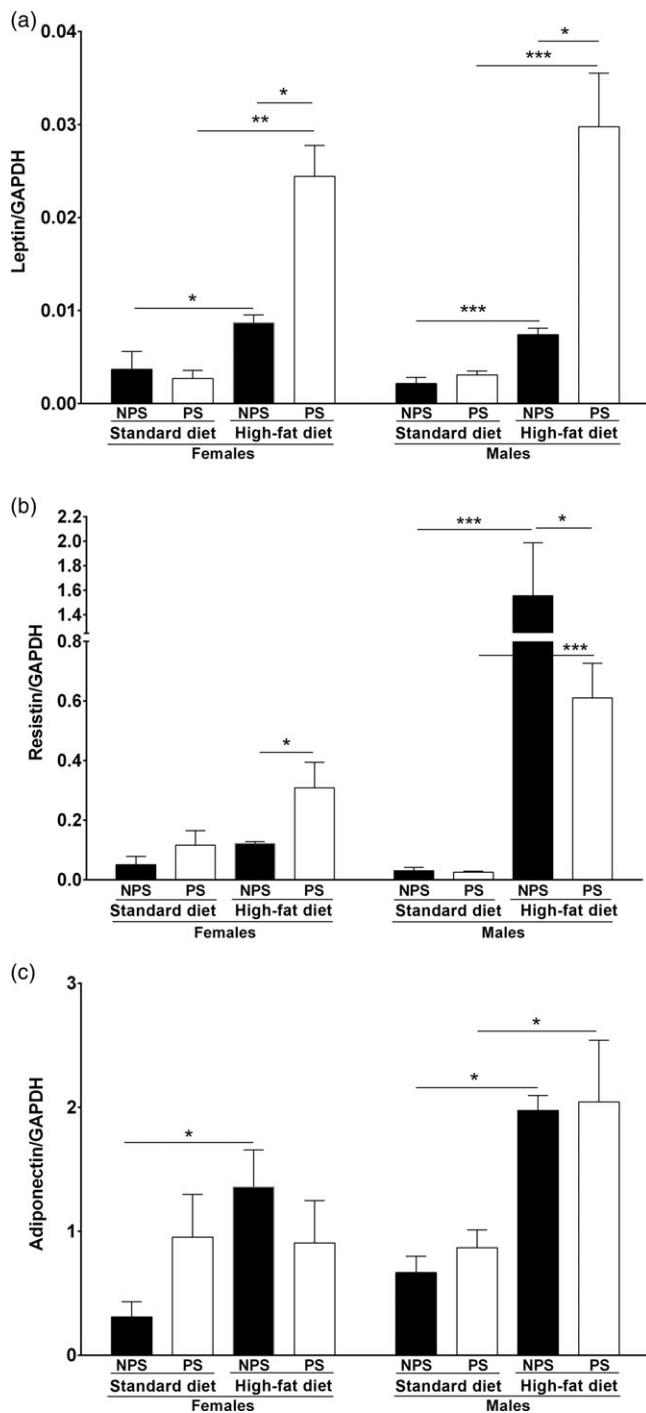 (a)
Leptin/GAPDH
0.04
0.03
0.02
0.01
0.00
*
**
*
*
***
***
NPS PS NPS PS NPS PS NPS PS
Standard diet High-fat diet Standard diet High-fat diet
Females Males
(b)
Resistin/GAPDH
2.2
2.0
1.8
1.6
1.4
0.8
0.6
0.4
0.2
0.0
*
***
*
***
NPS PS NPS PS NPS PS NPS PS
Standard diet High-fat diet Standard diet High-fat diet
Females Males
(c)
Adiponectin/GAPDH
3
2
1
0
*
*
*
NPS PS NPS PS NPS PS NPS PS
Standard diet High-fat diet Standard diet High-fat diet
Females Males